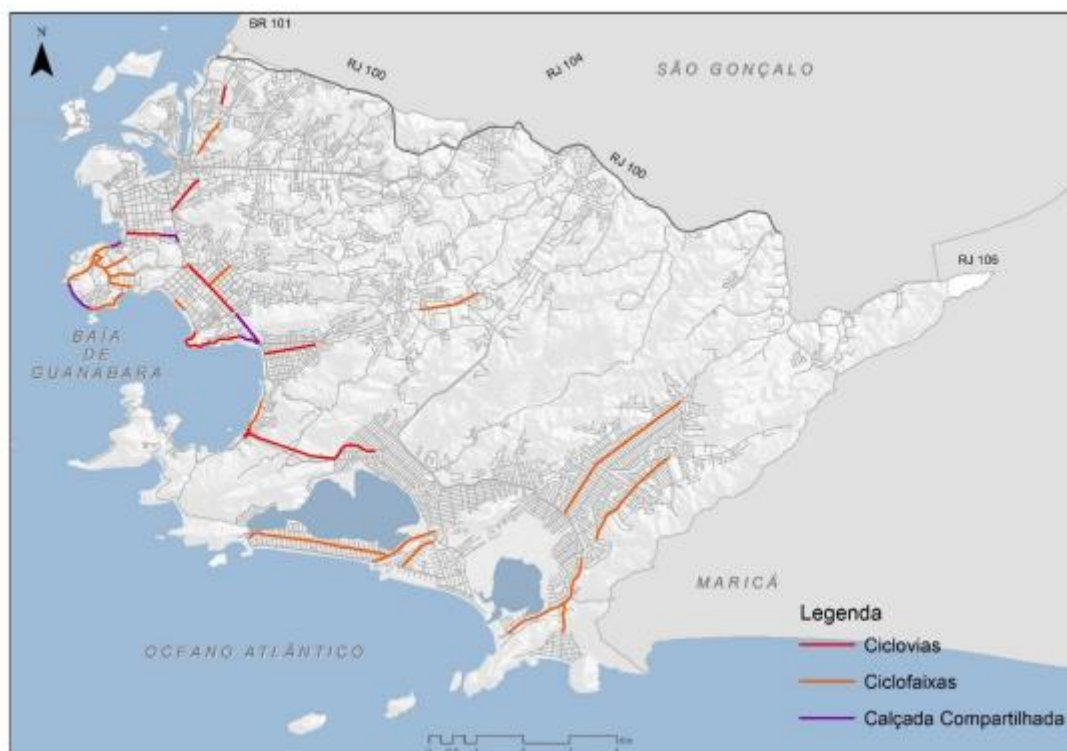 BR 101
N
RJ 100
RJ 104
SÃO GONÇALO
RJ 100
RJ 106
BAÍA
DE
GUANABARA
MARICÁ
OCEANO ATLÂNTICO
Legenda
Ciclovias
Ciclofaixas
Calçada Compartilhada